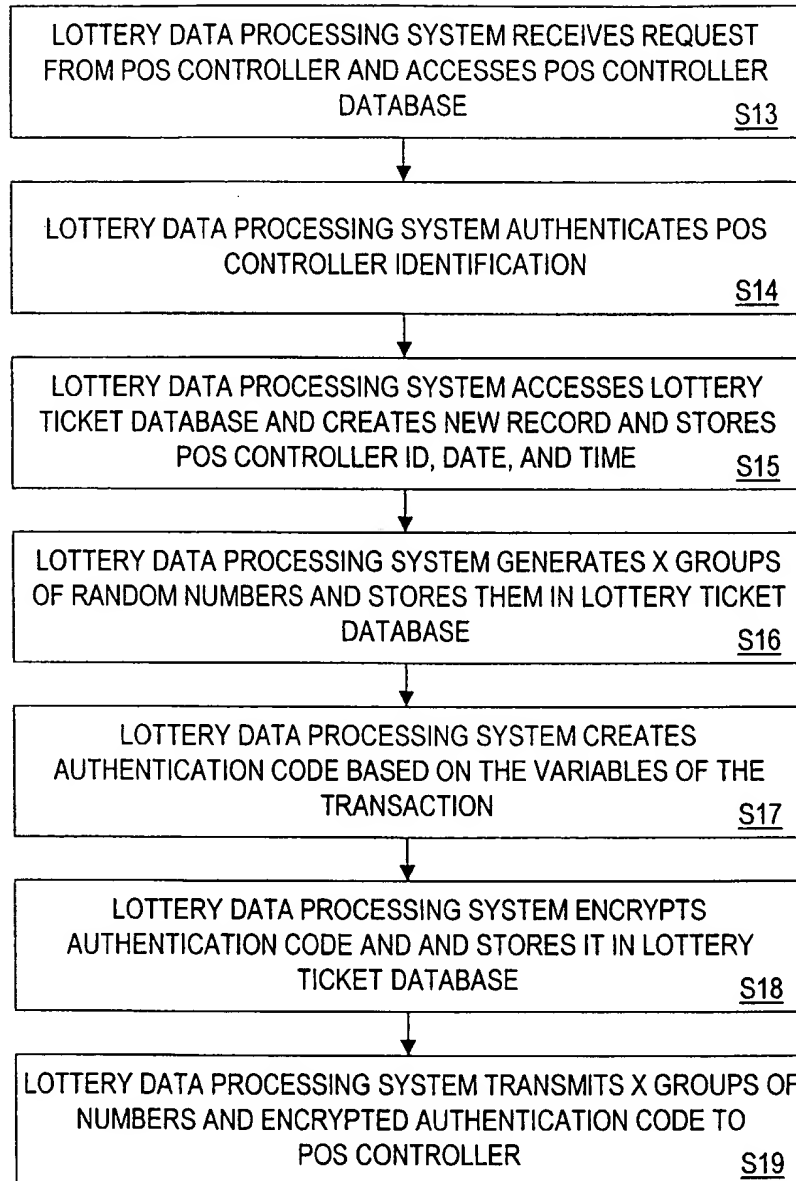 LOTTERY DATA PROCESSING SYSTEM RECEIVES REQUEST
FROM POS CONTROLLER AND ACCESSES POS CONTROLLER
DATABASE
S13
LOTTERY DATA PROCESSING SYSTEM AUTHENTICATES POS
CONTROLLER IDENTIFICATION
S14
LOTTERY DATA PROCESSING SYSTEM ACCESSES LOTTERY
TICKET DATABASE AND CREATES NEW RECORD AND STORES
POS CONTROLLER ID, DATE, AND TIME
S15
LOTTERY DATA PROCESSING SYSTEM GENERATES X GROUPS
OF RANDOM NUMBERS AND STORES THEM IN LOTTERY TICKET
DATABASE
S16
LOTTERY DATA PROCESSING SYSTEM CREATES
AUTHENTICATION CODE BASED ON THE VARIABLES OF THE
TRANSACTION
S17
LOTTERY DATA PROCESSING SYSTEM ENCRYPTS
AUTHENTICATION CODE AND AND STORES IT IN LOTTERY
TICKET DATABASE
S18
LOTTERY DATA PROCESSING SYSTEM TRANSMITS X GROUPS OF
NUMBERS AND ENCRYPTED AUTHENTICATION CODE TO
POS CONTROLLER
S19